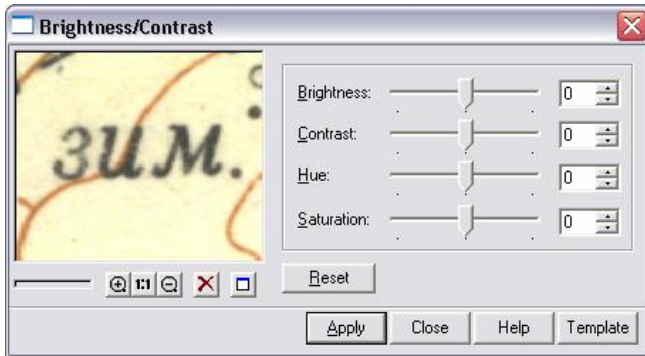 Brightness/Contrast
зим.
Brightness: 0
Contrast: 0
Hue: 0
Saturation: 0
1:1
Reset
Apply Close Help Template